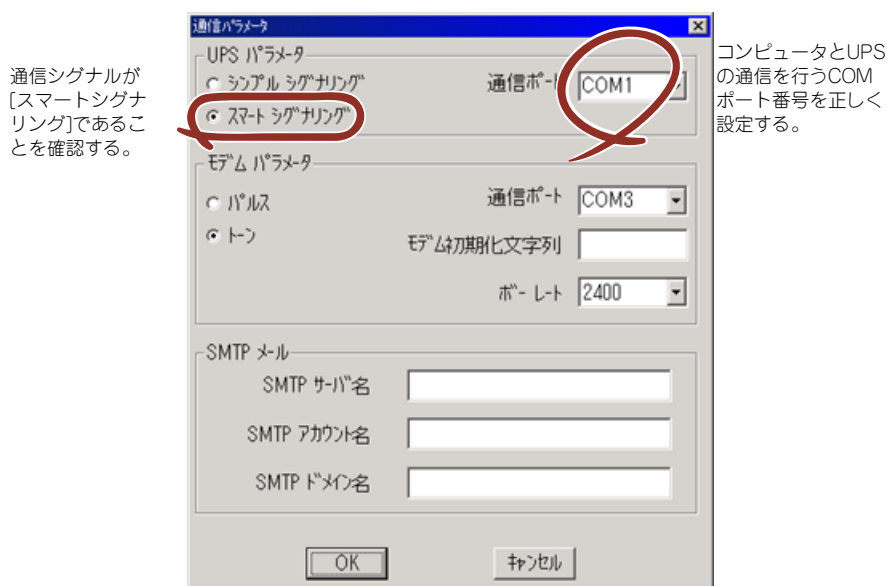 通信パラメータ
UPS パラメータ
シンプル シグナリング
通信ポート
COM1
スマート シグナリング
モデム パラメータ
パルス
通信ポート
COM3
トーン
モデム初期化文字列
ボー レート
2400
SMTP メール
SMTP サーバ名
SMTP アカウント名
SMTP ドメイン名
OK
キャンセル
通信シグナルが
[スマートシグナ
リング]であるこ
とを確認する。
コンピュータとUPS
の通信を行うCOM
ポート番号を正しく
設定する。